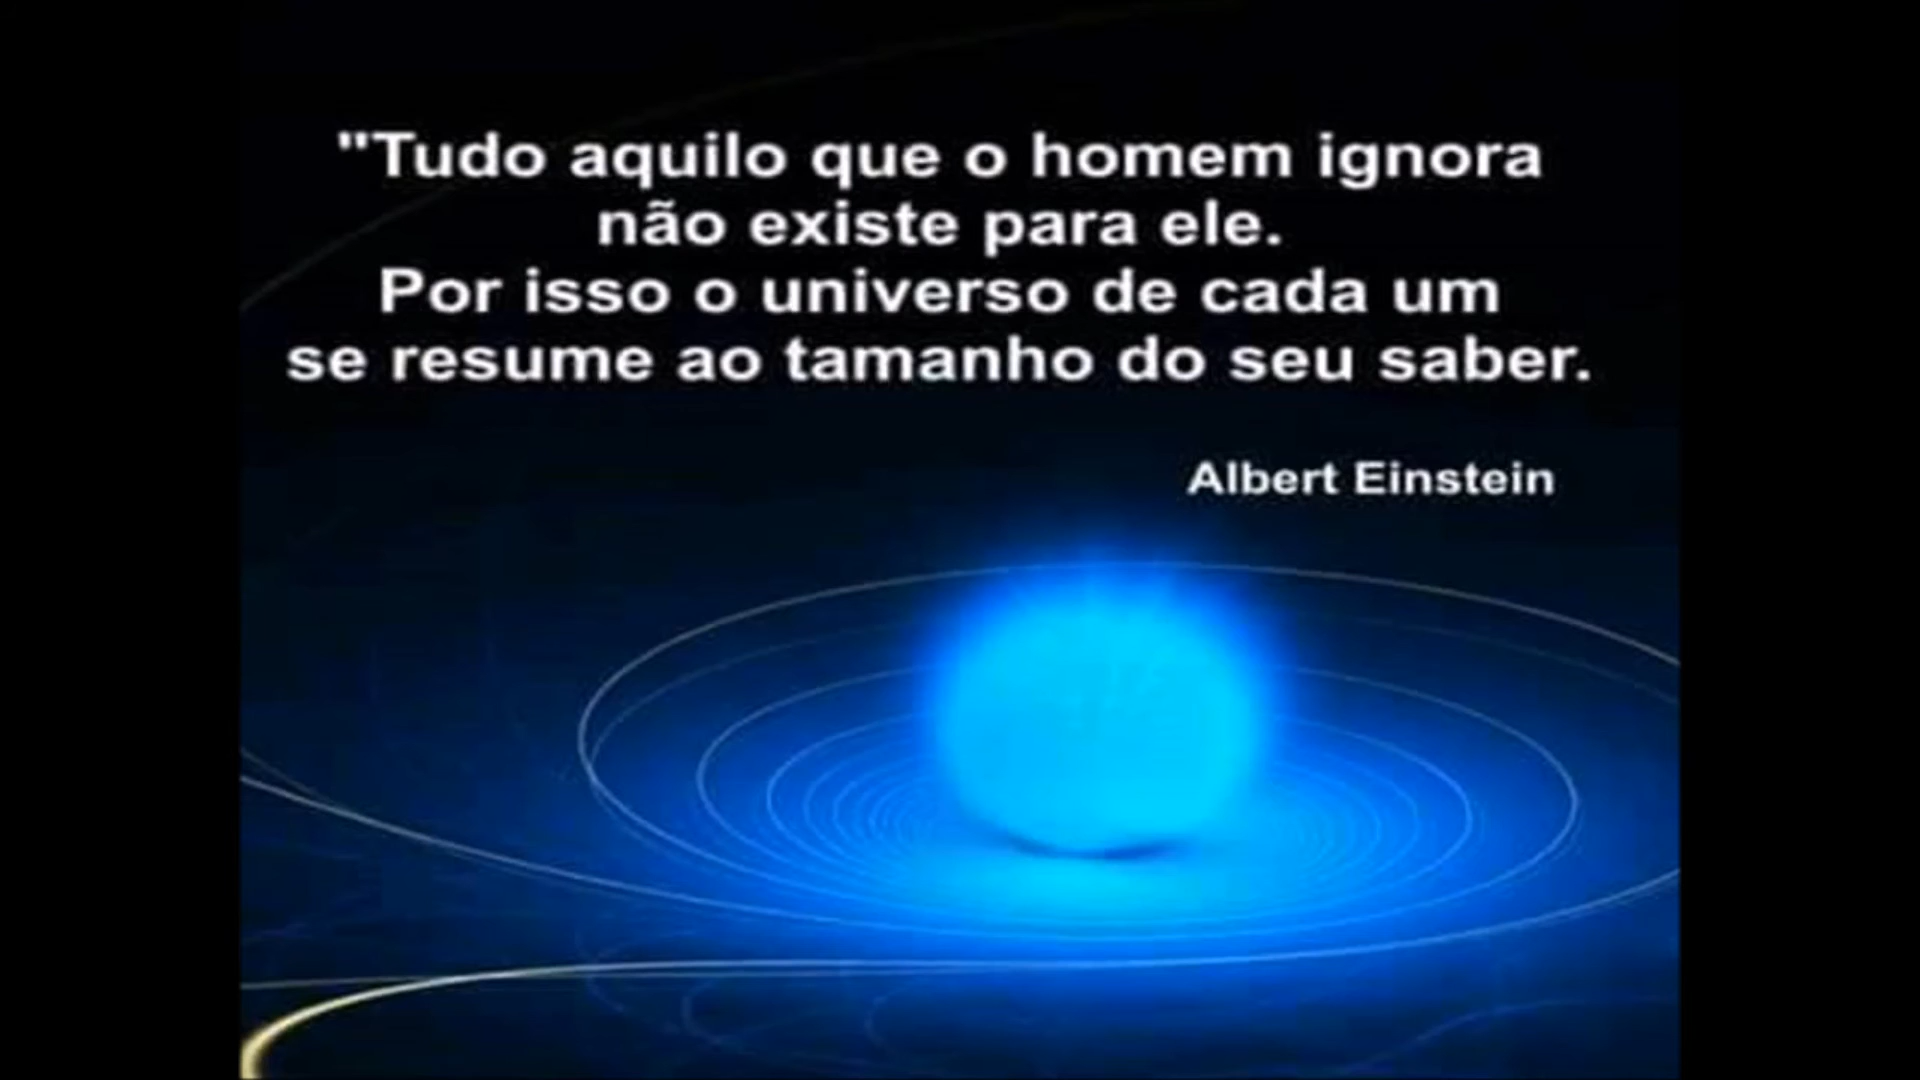 "Tudo aquilo que o homem ignora
não existe para ele.
Por isso o universo de cada um
se resume ao tamanho do seu saber.
Albert Einstein